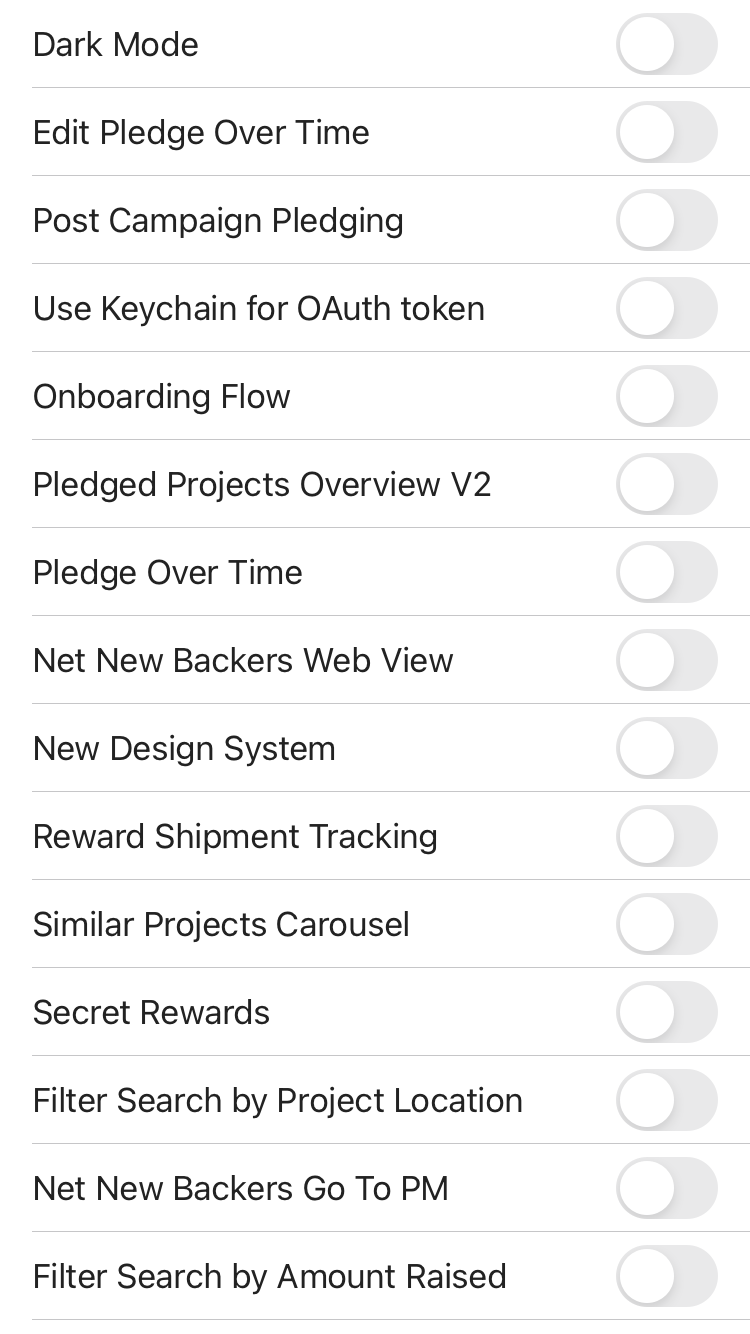 Dark Mode
Edit Pledge Over Time
Post Campaign Pledging
Use Keychain for OAuth token
Onboarding Flow
Pledged Projects Overview V2
Pledge Over Time
Net New Backers Web View
New Design System
Reward Shipment Tracking
Similar Projects Carousel
Secret Rewards
Filter Search by Project Location
Net New Backers Go To PM
Filter Search by Amount Raised